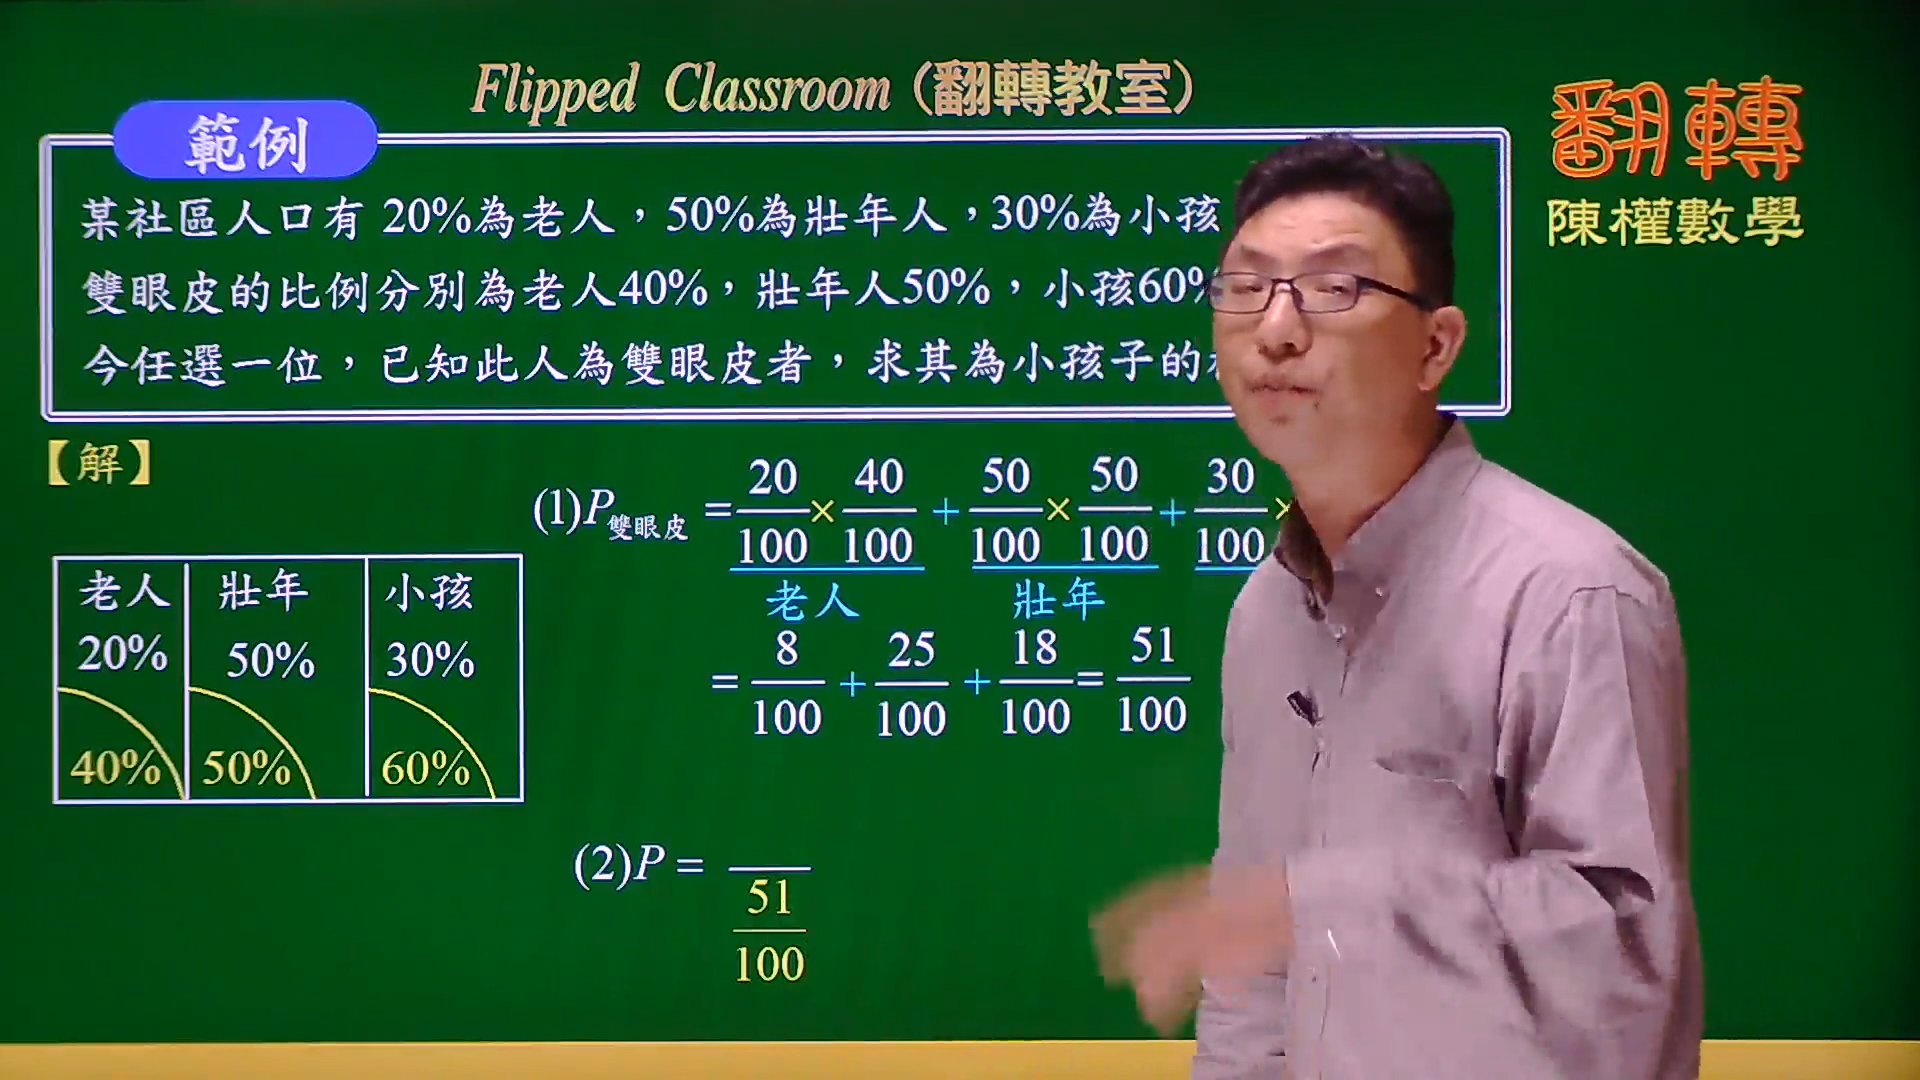 Flipped Classroom (翻轉教室)
翻轉
陳權數學
範例
某社區人口有 20%為老人，50%為壯年人，30%為小孩
雙眼皮的比例分別為老人40%，壯年人50%，小孩60%
今任選一位，已知此人為雙眼皮者，求其為小孩子的
【解】
(1)P雙眼皮 = 20/100 × 40/100 + 50/100 × 50/100 + 30/100 ×
老人 壯年
= 8/100 + 25/100 + 18/100 = 51/100
老人 壯年 小孩
20% 50% 30%
40% 50% 60%
(2)P =
51/100